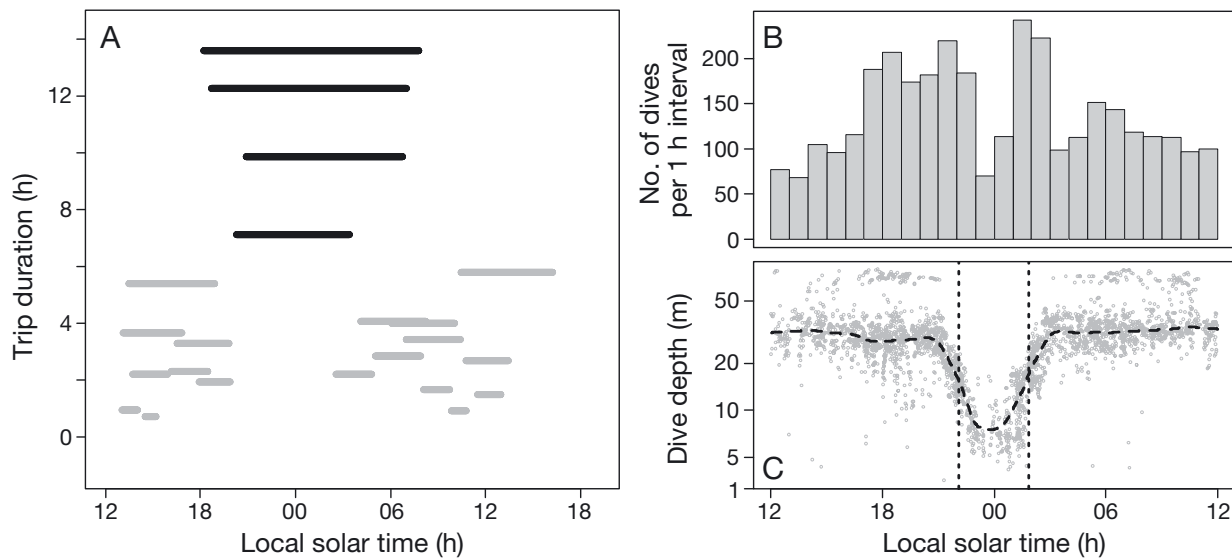 A
Trip duration (h)
12
8
4
0
12 18 00 06 12 18
Local solar time (h)
B
No. of dives
per 1 h interval
200
150
100
50
0
C
Dive depth (m)
50
20
10
5
1
12 18 00 06 12
Local solar time (h)